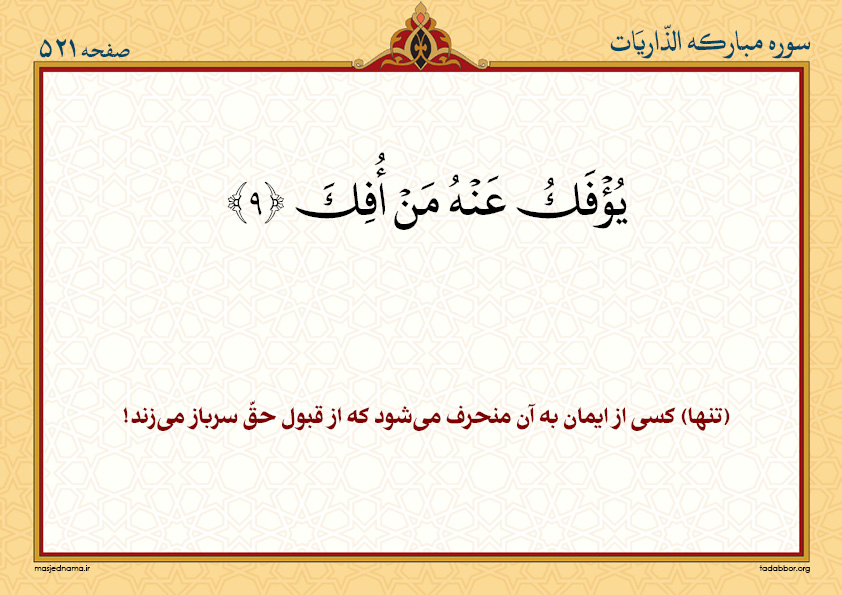 سوره مبارکه الذّاریَات
صفحه ۵۲۱
يُؤۡفَكُ عَنۡهُ مَنۡ أُفِكَ ﴿۹﴾
(تنها) کسی از ایمان به آن منحرف می‌شود که از قبول حقّ سرباز می‌زند!
masjednama.ir
tadabbor.org